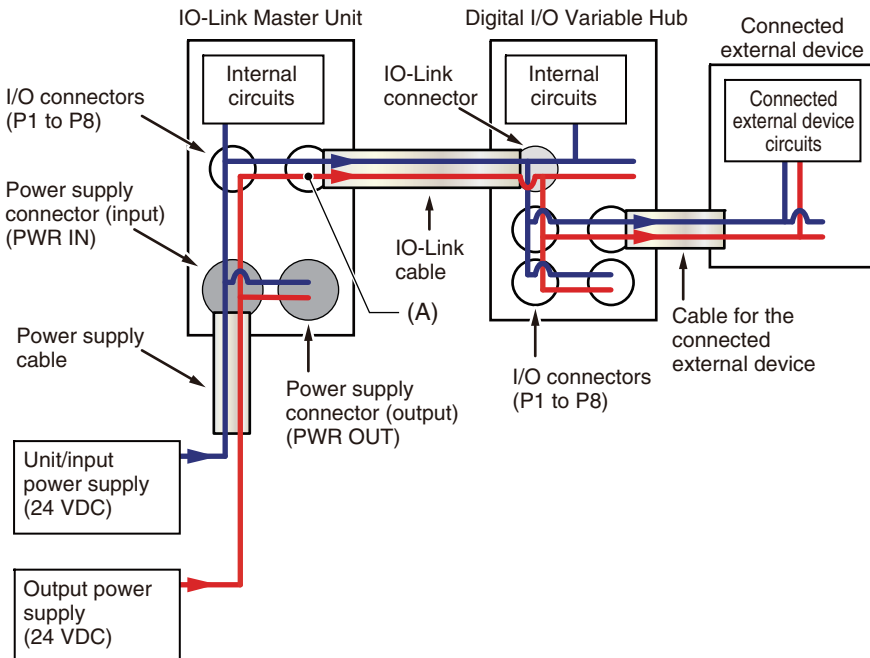 IO-Link Master Unit
Digital I/O Variable Hub
Connected
external device
Internal
circuits
IO-Link
connector
Internal
circuits
Connected
external device
circuits
I/O connectors
(P1 to P8)
Power supply
connector (input)
(PWR IN)
IO-Link
cable
(A)
Power supply
cable
Power supply
connector (output)
(PWR OUT)
I/O connectors
(P1 to P8)
Cable for the
connected
external device
Unit/input
power supply
(24 VDC)
Output power
supply
(24 VDC)